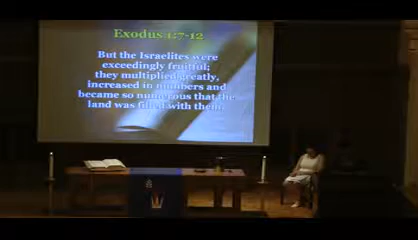 Exodus 1:7-12
But the Israelites were
exceedingly fruitful;
they multiplied greatly,
increased in numbers and
became so numerous that the
land was filled with them.